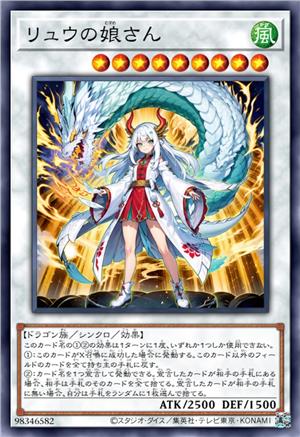 リュウの娘さん
むすめ
風
かぜ
【ドラゴン族/シンクロ/効果】
このカード名の①②の効果は1ターンに1度、いずれか1つしか使用できない。
①:このカードがX召喚に成功した場合に発動する。このカード以外のフィールドのカードを全て持ち主の手札に戻す。
②:カード名を1つ宣言して発動できる。宣言したカードが相手の手札にある場合、相手は手札のそのカードを全て捨てる。宣言したカードが相手の手札に無い場合、自分は手札をランダムに1枚選んで捨てる。
ATK/2500 DEF/1500
98346582 ©スタジオ・ダイス/集英社・テレビ東京・KONAMI